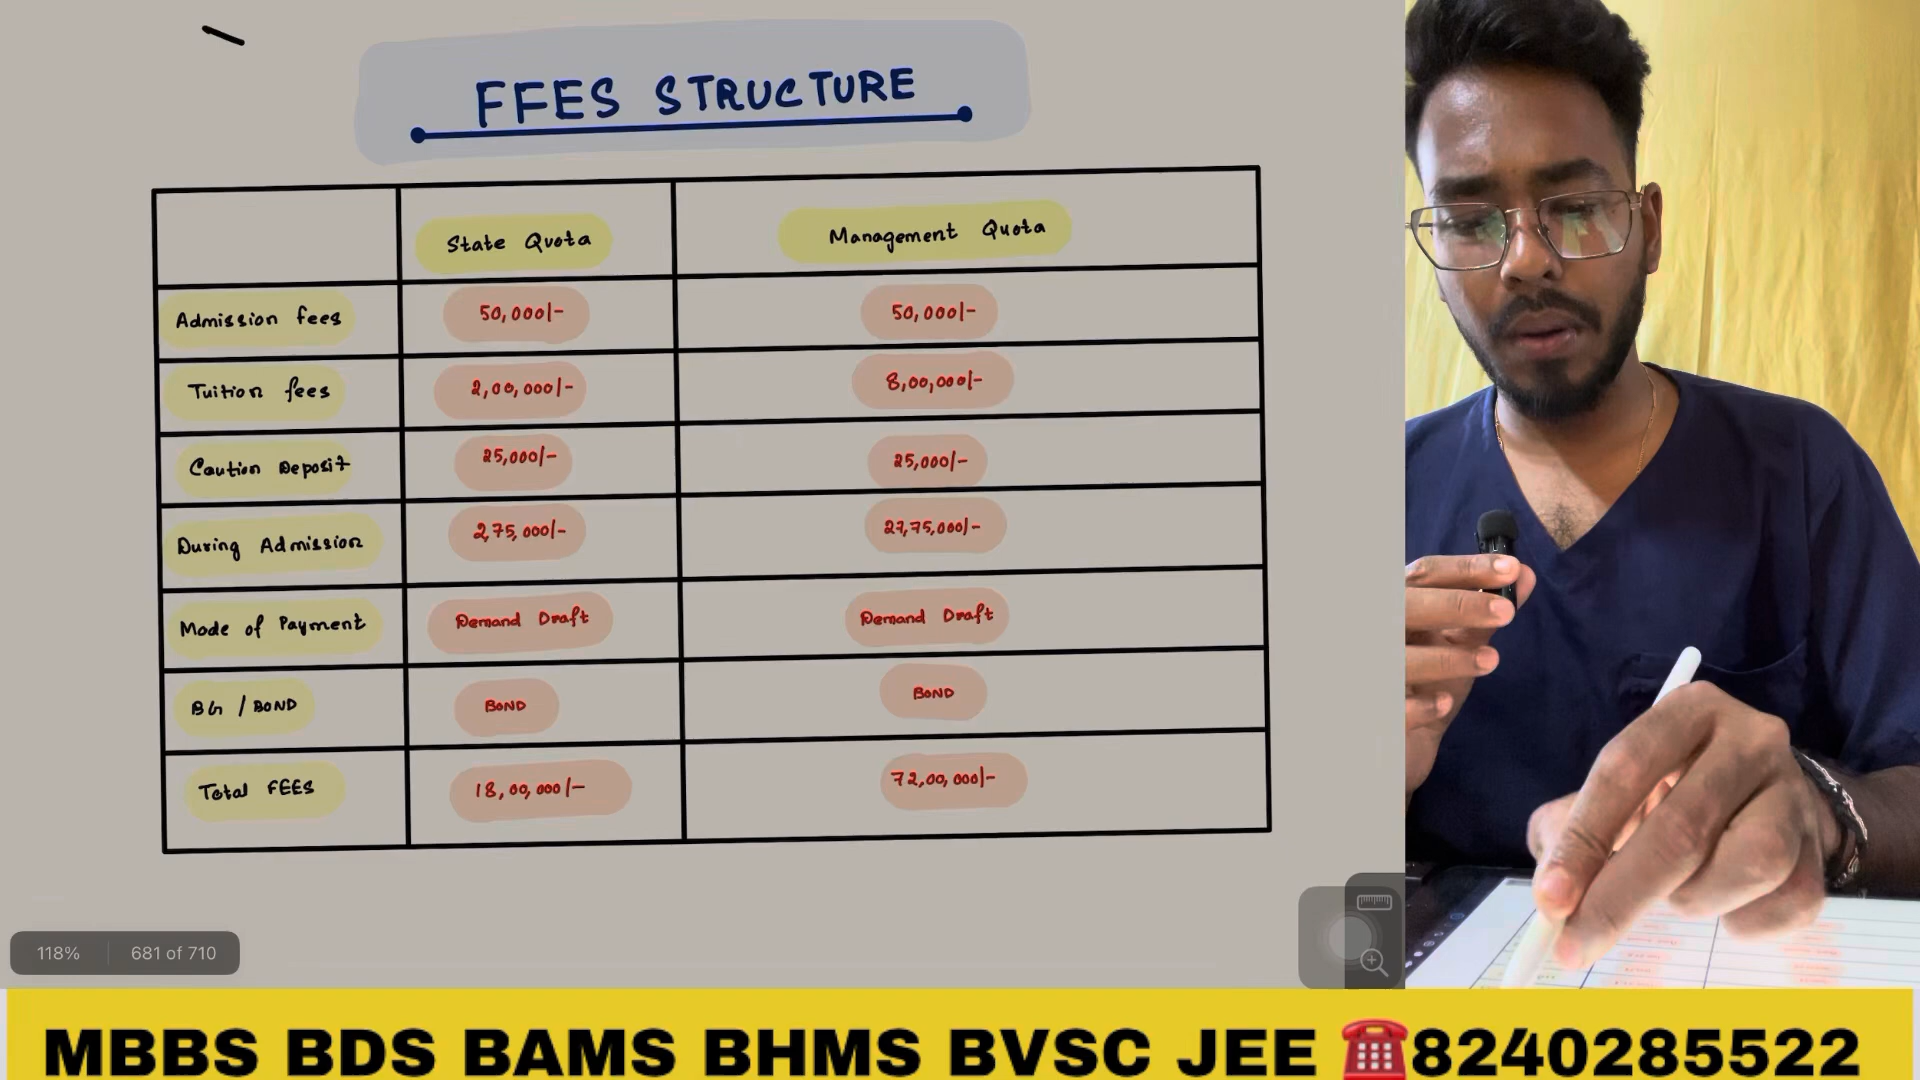 FFES STRUCTURE
State Quota Management Quota
Admission fees 50,000/- 50,000/-
Tuition fees 2,00,000/- 8,00,000/-
Caution Deposit 25,000/- 25,000/-
During Admission 2,75,000/- 27,75,000/-
Mode of Payment Demand Draft Demand Draft
BG / BOND BOND BOND
Total FEES 18,00,000/- 72,00,000/-
118% 681 of 710
MBBS BDS BAMS BHMS BVSC JEE ☎️8240285522